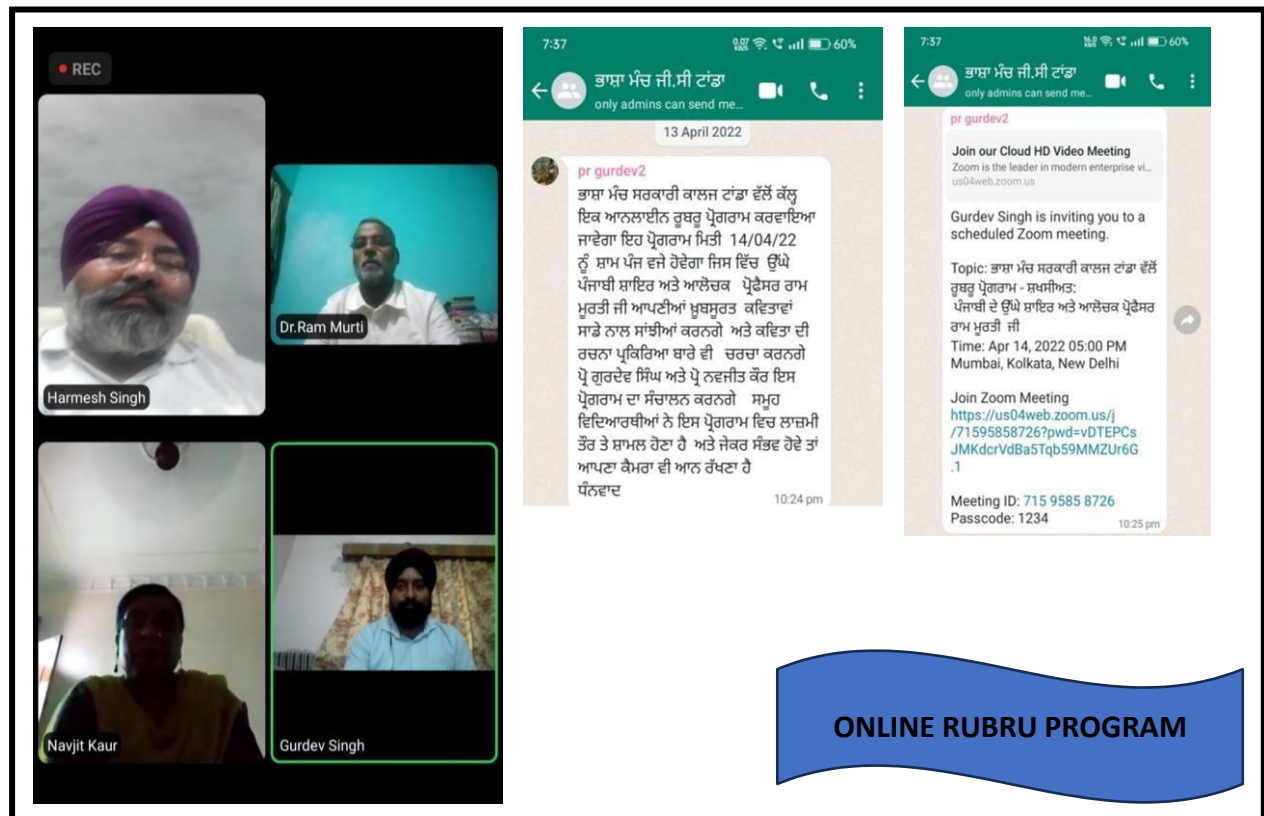 REC
Harmesh Singh
Dr.Ram Murti
Navjit Kaur
Gurdev Singh
7:37
60%
ਭਾਸ਼ਾ ਮੰਚ ਜੀ.ਸੀ ਟਾਂਡਾ
only admins can send me...
13 April 2022
pr gurdev2
ਭਾਸ਼ਾ ਮੰਚ ਸਰਕਾਰੀ ਕਾਲਜ ਟਾਂਡਾ ਵੱਲੋਂ ਕੱਲ੍ਹ
ਇਕ ਆਨਲਾਈਨ ਰੂਬਰੂ ਪ੍ਰੋਗਰਾਮ ਕਰਵਾਇਆ
ਜਾਵੇਗਾ ਇਹ ਪ੍ਰੋਗਰਾਮ ਮਿਤੀ 14/04/22
ਨੂੰ ਸ਼ਾਮ ਪੰਜ ਵਜੇ ਹੋਵੇਗਾ ਜਿਸ ਵਿੱਚ ਉੱਘੇ
ਪੰਜਾਬੀ ਸ਼ਾਇਰ ਅਤੇ ਆਲੋਚਕ ਪ੍ਰੋਫੈਸਰ ਰਾਮ
ਮੂਰਤੀ ਜੀ ਆਪਣੀਆਂ ਖ਼ੂਬਸੂਰਤ ਕਵਿਤਾਵਾਂ
ਸਾਡੇ ਨਾਲ ਸਾਂਝੀਆਂ ਕਰਨਗੇ ਅਤੇ ਕਵਿਤਾ ਦੀ
ਰਚਨਾ ਪ੍ਰਕਿਰਿਆ ਬਾਰੇ ਵੀ ਚਰਚਾ ਕਰਨਗੇ
ਪ੍ਰੋ ਗੁਰਦੇਵ ਸਿੰਘ ਅਤੇ ਪ੍ਰੋ ਨਵਜੀਤ ਕੌਰ ਇਸ
ਪ੍ਰੋਗਰਾਮ ਦਾ ਸੰਚਾਲਨ ਕਰਨਗੇ ਸਮੂਹ
ਵਿਦਿਆਰਥੀਆਂ ਨੇ ਇਸ ਪ੍ਰੋਗਰਾਮ ਵਿਚ ਲਾਜ਼ਮੀ
ਤੌਰ ਤੇ ਸ਼ਾਮਲ ਹੋਣਾ ਹੈ ਅਤੇ ਜੇਕਰ ਸੰਭਵ ਹੋਵੇ ਤਾਂ
ਆਪਣਾ ਕੈਮਰਾ ਵੀ ਆਨ ਰੱਖਣਾ ਹੈ
ਧੰਨਵਾਦ
10:24 pm
7:37
60%
ਭਾਸ਼ਾ ਮੰਚ ਜੀ.ਸੀ ਟਾਂਡਾ
only admins can send me...
pr gurdev2
Join our Cloud HD Video Meeting
Zoom is the leader in modern enterprise vi...
us04web.zoom.us
Gurdev Singh is inviting you to a
scheduled Zoom meeting.
Topic: ਭਾਸ਼ਾ ਮੰਚ ਸਰਕਾਰੀ ਕਾਲਜ ਟਾਂਡਾ ਵੱਲੋਂ
ਰੂਬਰੂ ਪ੍ਰੋਗਰਾਮ - ਸ਼ਖਸੀਅਤ:
ਪੰਜਾਬੀ ਦੇ ਉੱਘੇ ਸ਼ਾਇਰ ਅਤੇ ਆਲੋਚਕ ਪ੍ਰੋਫੈਸਰ
ਰਾਮ ਮੂਰਤੀ ਜੀ
Time: Apr 14, 2022 05:00 PM
Mumbai, Kolkata, New Delhi
Join Zoom Meeting
https://us04web.zoom.us/j
/71595858726?pwd=vDTEPCs
JMKdcrVdBa5Tqb59MMZUr6G
.1
Meeting ID: 715 9585 8726
Passcode: 1234
10:25 pm
ONLINE RUBRU PROGRAM